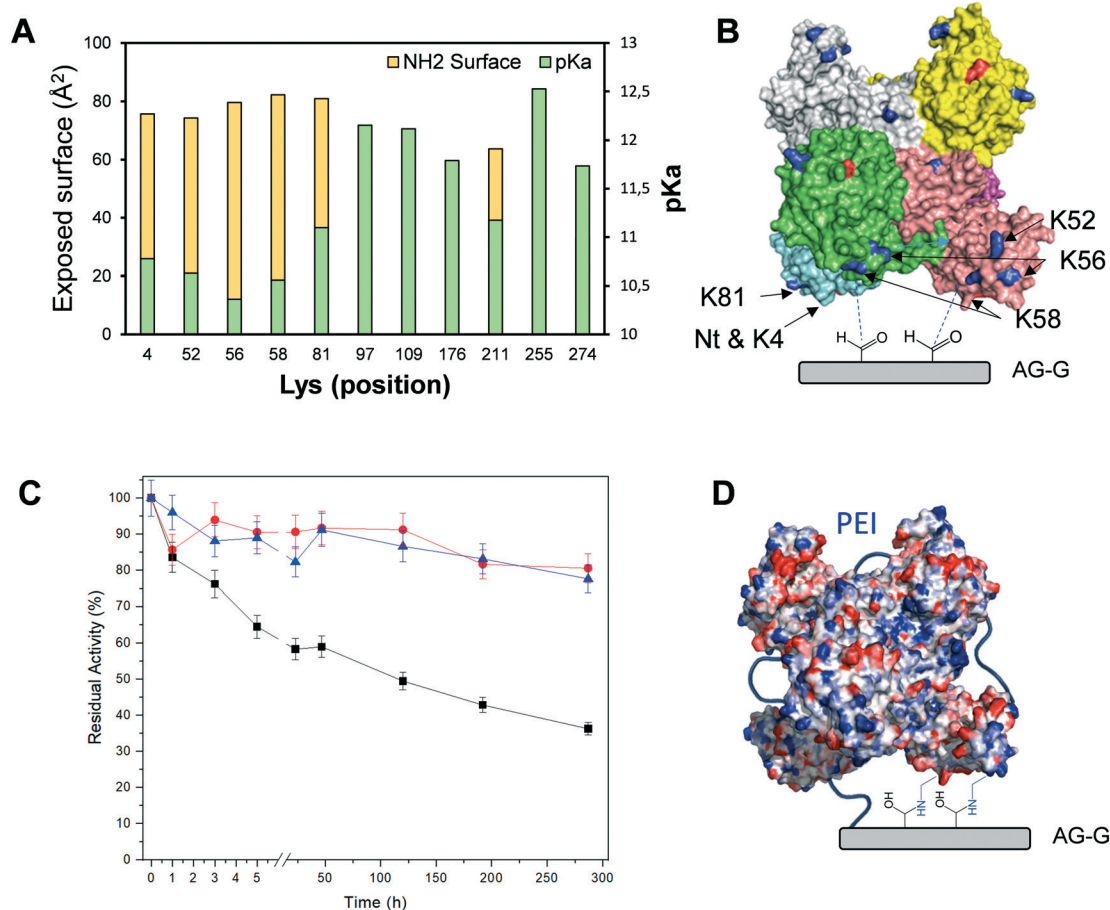 A
Exposed surface (Å²)
100
80
60
40
20
0
NH2 Surface
pKa
13
12,5
12
11,5
11
10,5
10
pKa
4 52 56 58 81 97 109 176 211 255 274
Lys (position)
B
K52
K56
K81
K58
Nt & K4
H O H O
AG-G
C
Residual Activity (%)
100
90
80
70
60
50
40
30
20
10
0
0 1 2 3 4 5 50 100 150 200 250 300
Time (h)
D
PEI
OH NH OH NH
AG-G